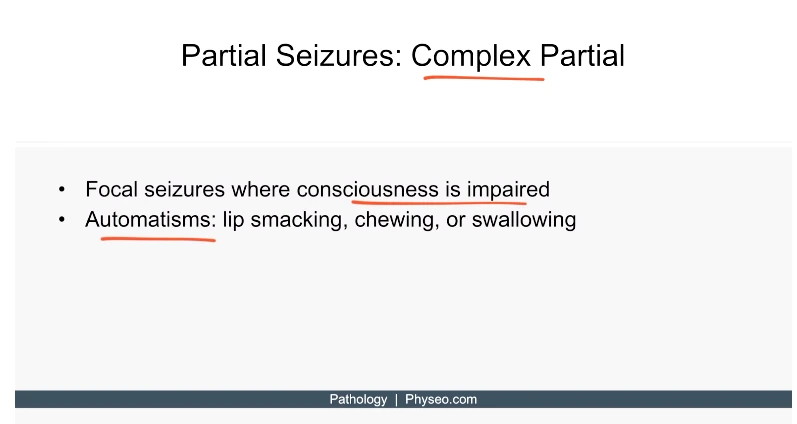 Partial Seizures: Complex Partial
• Focal seizures where consciousness is impaired
• Automatisms: lip smacking, chewing, or swallowing
Pathology | Physeo.com